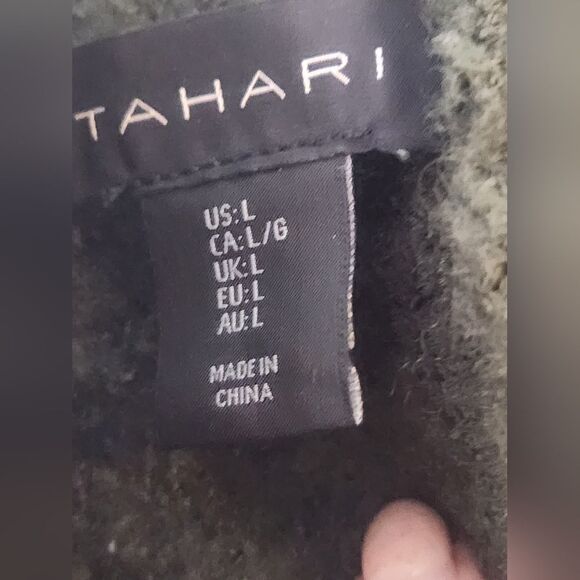 TAHARI
US: L
CA: L/G
UK: L
EU: L
AU: L
MADE IN
CHINA